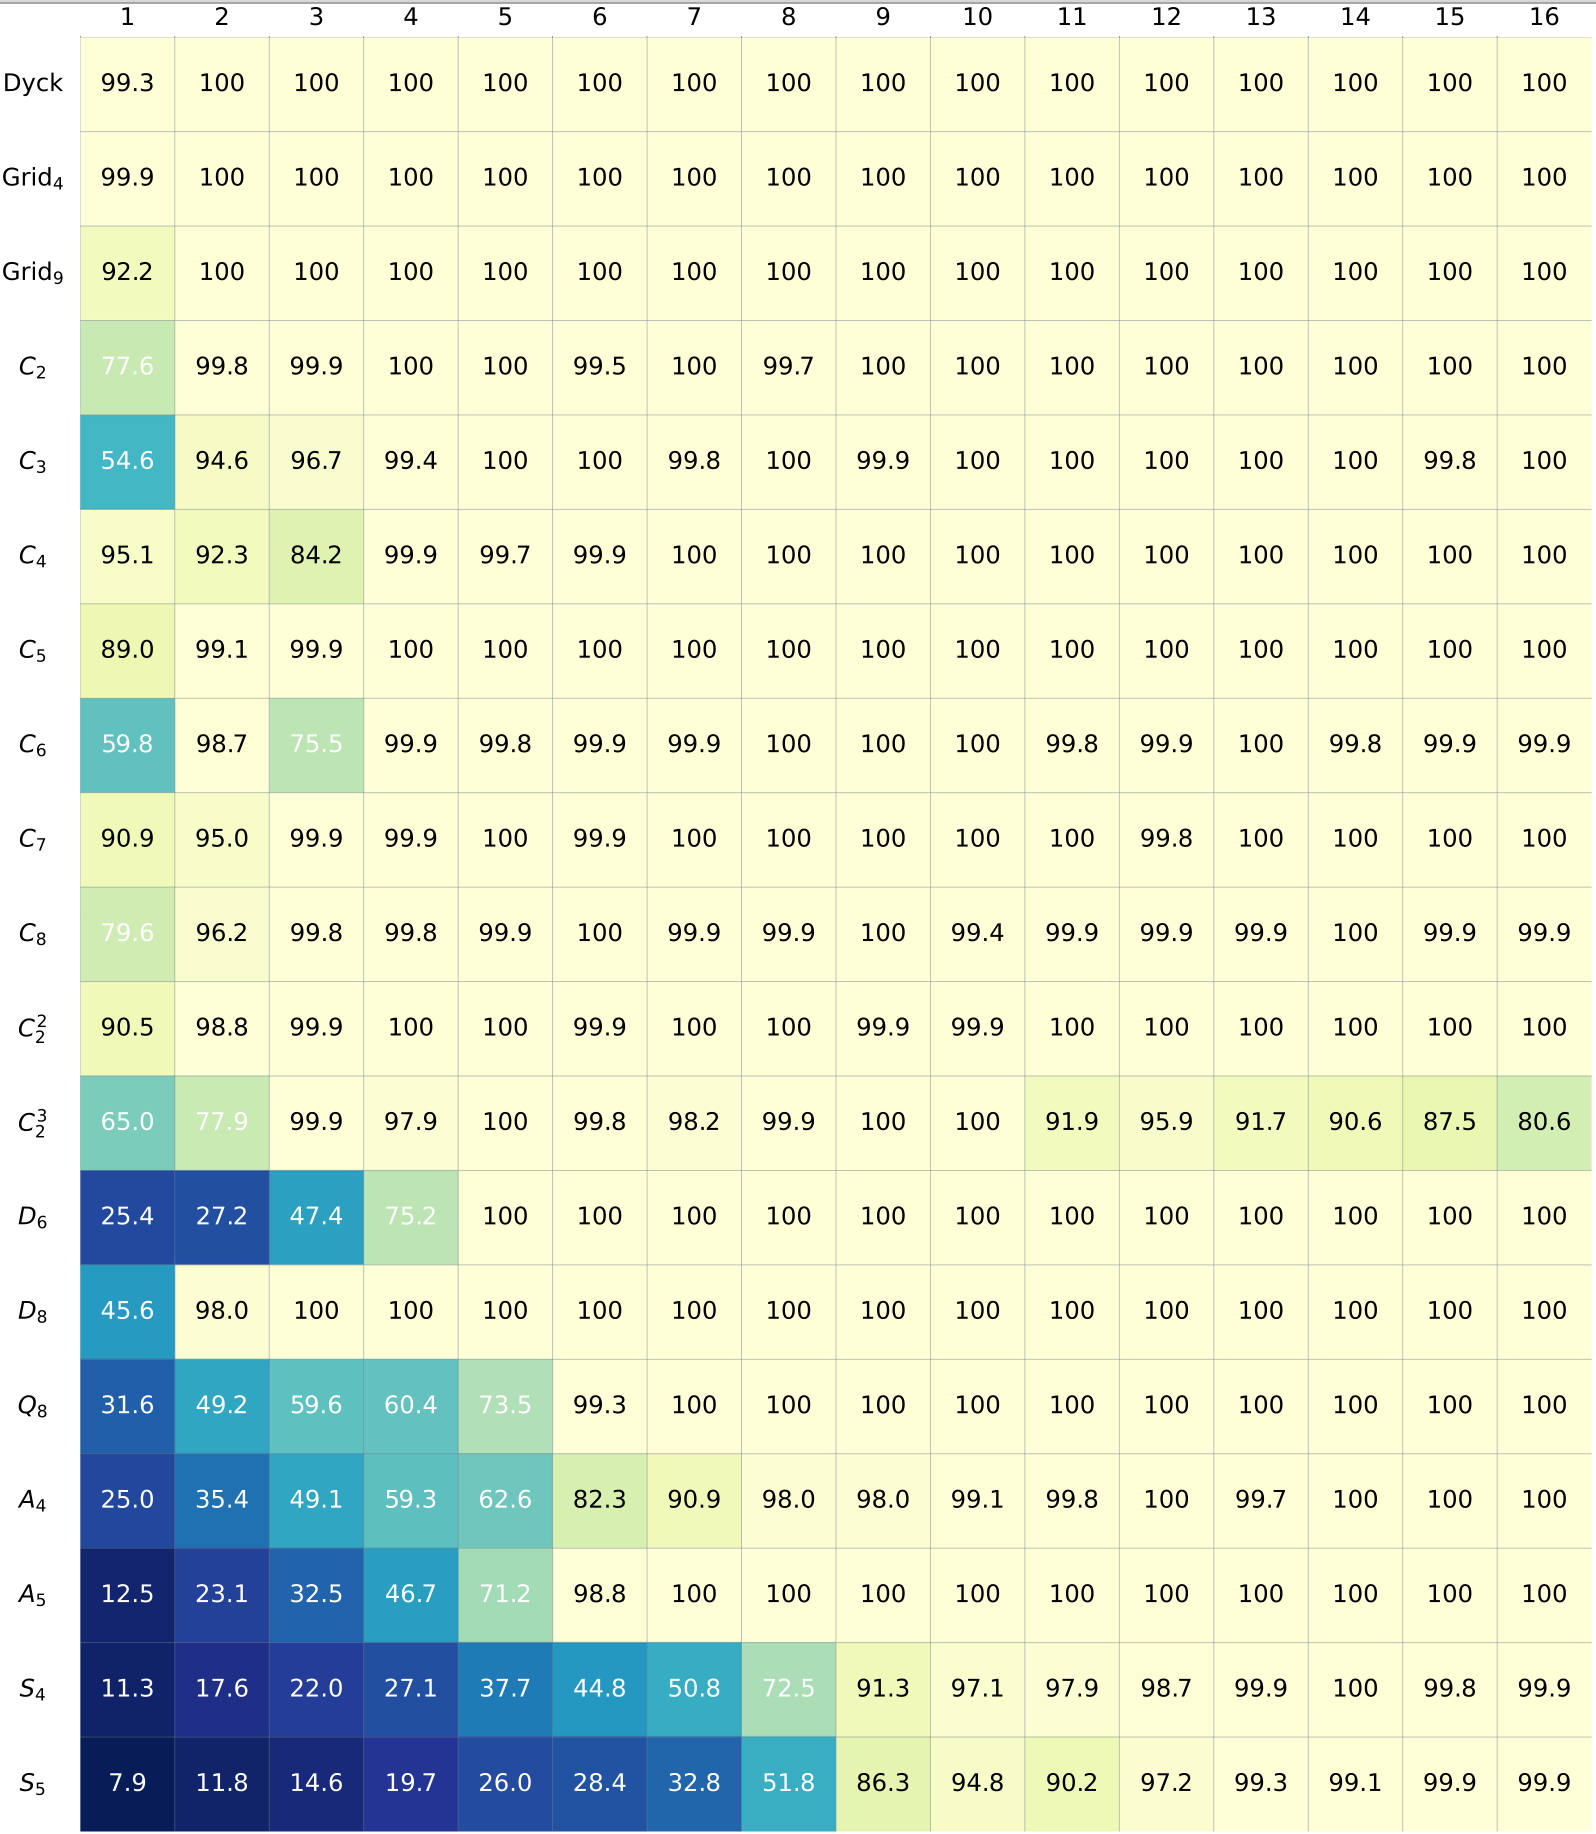 1 2 3 4 5 6 7 8 9 10 11 12 13 14 15 16
Dyck 99.3 100 100 100 100 100 100 100 100 100 100 100 100 100 100 100
Grid₄ 99.9 100 100 100 100 100 100 100 100 100 100 100 100 100 100 100
Grid₉ 92.2 100 100 100 100 100 100 100 100 100 100 100 100 100 100 100
C₂ 77.6 99.8 99.9 100 100 99.5 100 99.7 100 100 100 100 100 100 100 100
C₃ 54.6 94.6 96.7 99.4 100 100 99.8 100 99.9 100 100 100 100 100 99.8 100
C₄ 95.1 92.3 84.2 99.9 99.7 99.9 100 100 100 100 100 100 100 100 100 100
C₅ 89.0 99.1 99.9 100 100 100 100 100 100 100 100 100 100 100 100 100
C₆ 59.8 98.7 75.5 99.9 99.8 99.9 99.9 100 100 100 99.8 99.9 100 99.8 99.9 99.9
C₇ 90.9 95.0 99.9 99.9 100 99.9 100 100 100 100 100 99.8 100 100 100 100
C₈ 79.6 96.2 99.8 99.8 99.9 100 99.9 99.9 100 99.4 99.9 99.9 99.9 100 99.9 99.9
C₂² 90.5 98.8 99.9 100 100 99.9 100 100 99.9 99.9 100 100 100 100 100 100
C₂³ 65.0 77.9 99.9 97.9 100 99.8 98.2 99.9 100 100 91.9 95.9 91.7 90.6 87.5 80.6
D₆ 25.4 27.2 47.4 75.2 100 100 100 100 100 100 100 100 100 100 100 100
D₈ 45.6 98.0 100 100 100 100 100 100 100 100 100 100 100 100 100 100
Q₈ 31.6 49.2 59.6 60.4 73.5 99.3 100 100 100 100 100 100 100 100 100 100
A₄ 25.0 35.4 49.1 59.3 62.6 82.3 90.9 98.0 98.0 99.1 99.8 100 99.7 100 100 100
A₅ 12.5 23.1 32.5 46.7 71.2 98.8 100 100 100 100 100 100 100 100 100 100
S₄ 11.3 17.6 22.0 27.1 37.7 44.8 50.8 72.5 91.3 97.1 97.9 98.7 99.9 100 99.8 99.9
S₅ 7.9 11.8 14.6 19.7 26.0 28.4 32.8 51.8 86.3 94.8 90.2 97.2 99.3 99.1 99.9 99.9